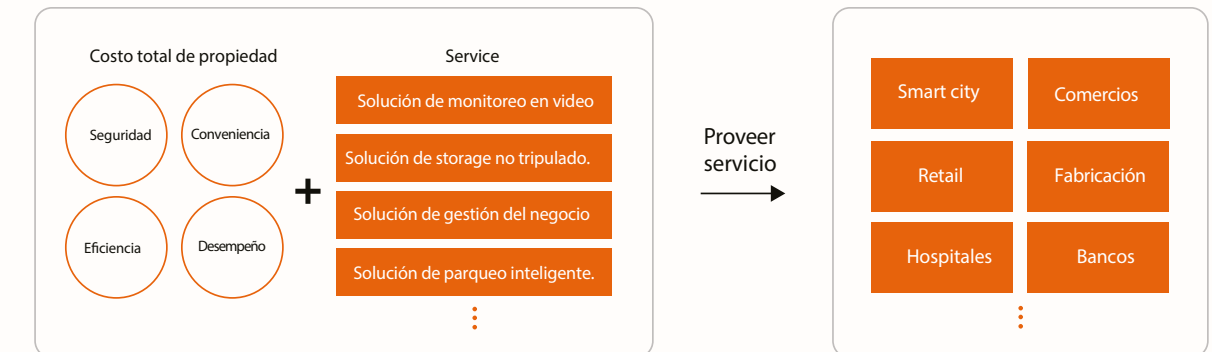 Costo total de propiedad
Seguridad
Conveniencia
Eficiencia
Desempeño
+
Service
Solución de monitoreo en video
Solución de storage no tripulado.
Solución de gestión del negocio
Solución de parqueo inteligente.
Proveer
servicio
Smart city
Comercios
Retail
Fabricación
Hospitales
Bancos